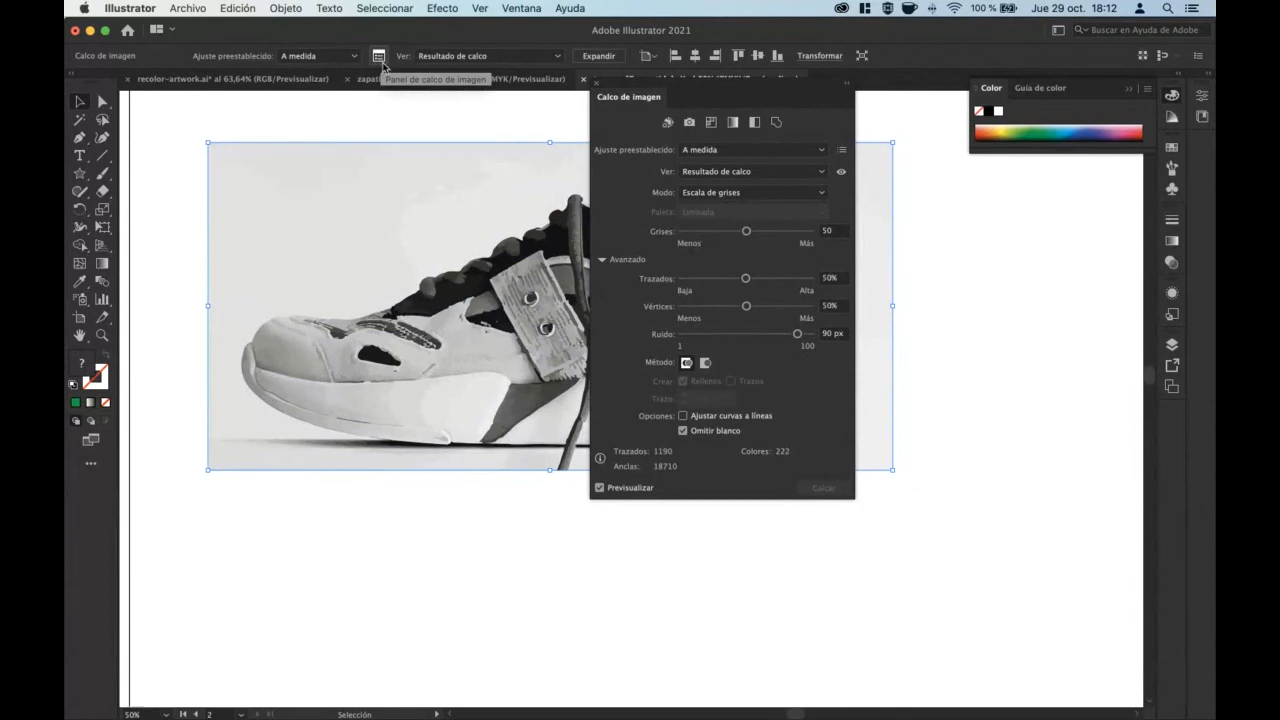 Illustrator Archivo Edición Objeto Texto Seleccionar Efecto Ver Ventana Ayuda
100 % Jue 29 oct. 18:12
Adobe Illustrator 2021
Buscar en Ayuda de Adobe
Calco de imagen Ajuste preestablecido: A medida Ver: Resultado de calco Expandir Transformar
Panel de calco de imagen
recolor-artwork.ai* al 63,64% (RGB/Previsualizar)
MYK/Previsualizar)
Calco de imagen
Ajuste preestablecido: A medida
Ver: Resultado de calco
Modo: Escala de grises
Paleta: Limitada
Grises: 50
Menos Más
Avanzado
Trazados: 50%
Baja Alta
Vértices: 50%
Menos Más
Ruido: 90 px
1 100
Método:
Crear Rellenos Trazos
Trazo:
Opciones: Ajustar curvas a líneas
Omitir blanco
Trazados: 1190 Colores: 222
Anclas: 18710
Previsualizar Calcar
Color Guía de color
?
50% 2 Selección